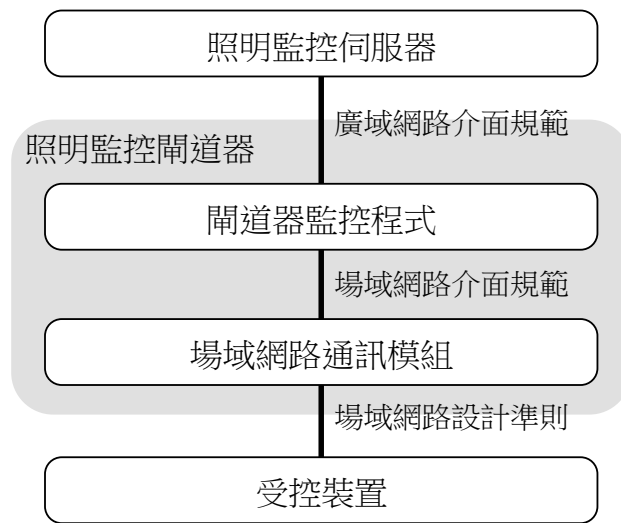 照明監控伺服器
廣域網路介面規範
照明監控閘道器
閘道器監控程式
場域網路介面規範
場域網路通訊模組
場域網路設計準則
受控裝置